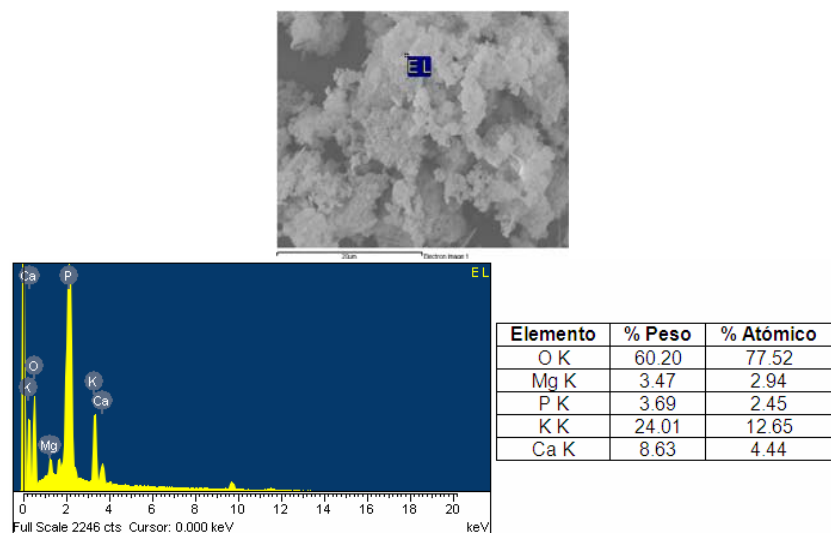 E L
20um Electron Image 1
E L
Ca P
O
K K
Ca
Mg
0 2 4 6 8 10 12 14 16 18 20
Full Scale 2246 cts Cursor: 0.000 keV keV
Elemento % Peso % Atómico
O K 60.20 77.52
Mg K 3.47 2.94
P K 3.69 2.45
K K 24.01 12.65
Ca K 8.63 4.44